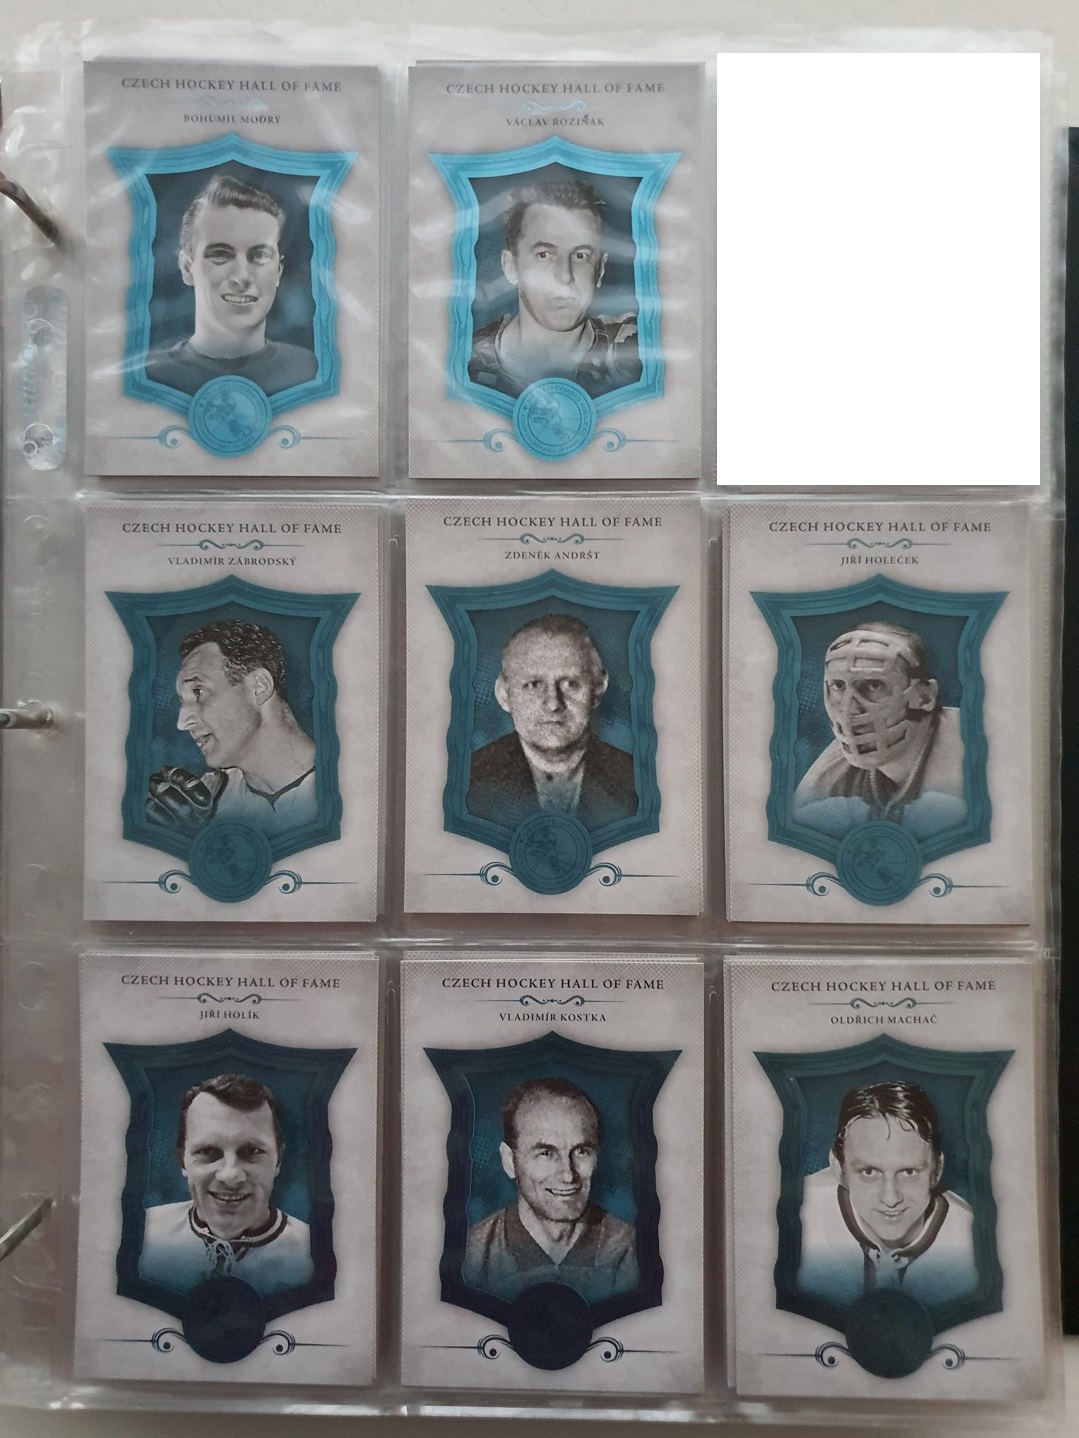 CZECH HOCKEY HALL OF FAME
BOHUMIL MODRÝ
CZECH HOCKEY HALL OF FAME
VÁCLAV ROZIŇÁK
CZECH HOCKEY HALL OF FAME
VLADIMÍR ZÁBRODSKÝ
CZECH HOCKEY HALL OF FAME
ZDENĚK ANDRŠT
CZECH HOCKEY HALL OF FAME
JIŘÍ HOLEČEK
CZECH HOCKEY HALL OF FAME
JIŘÍ HOLÍK
CZECH HOCKEY HALL OF FAME
VLADIMÍR KOSTKA
CZECH HOCKEY HALL OF FAME
OLDŘICH MACHAČ